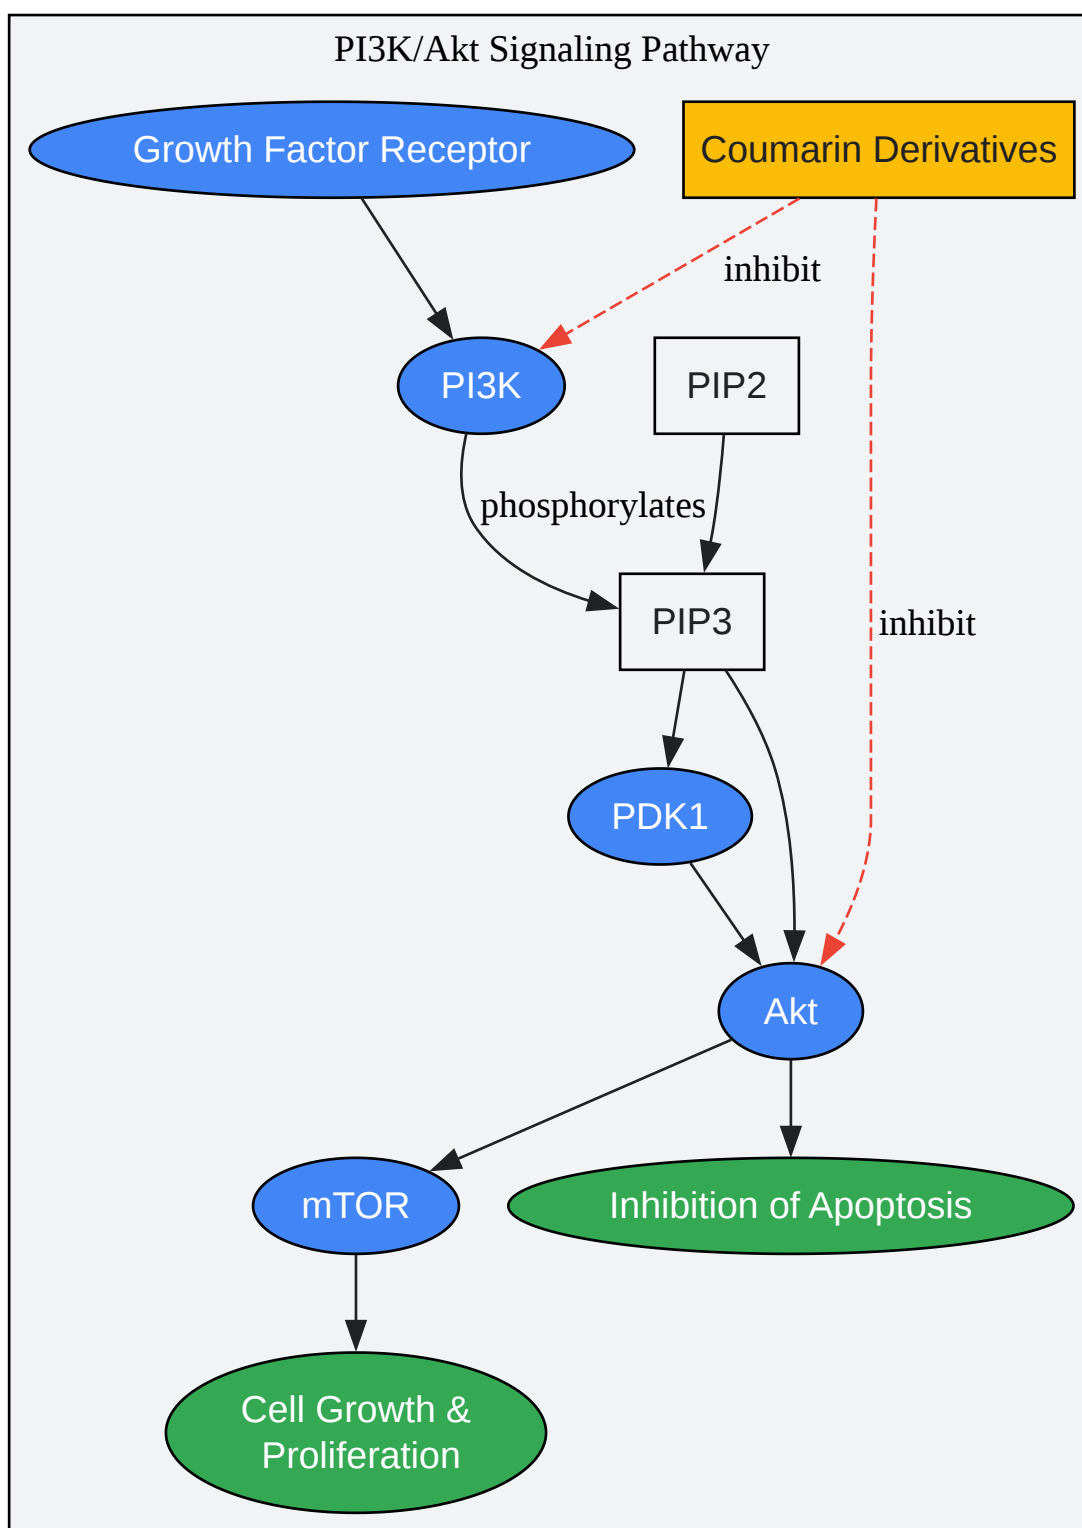 PI3K/Akt Signaling Pathway
Growth Factor Receptor
Coumarin Derivatives
inhibit
PI3K
PIP2
phosphorylates
PIP3
inhibit
PDK1
Akt
mTOR
Inhibition of Apoptosis
Cell Growth &
Proliferation